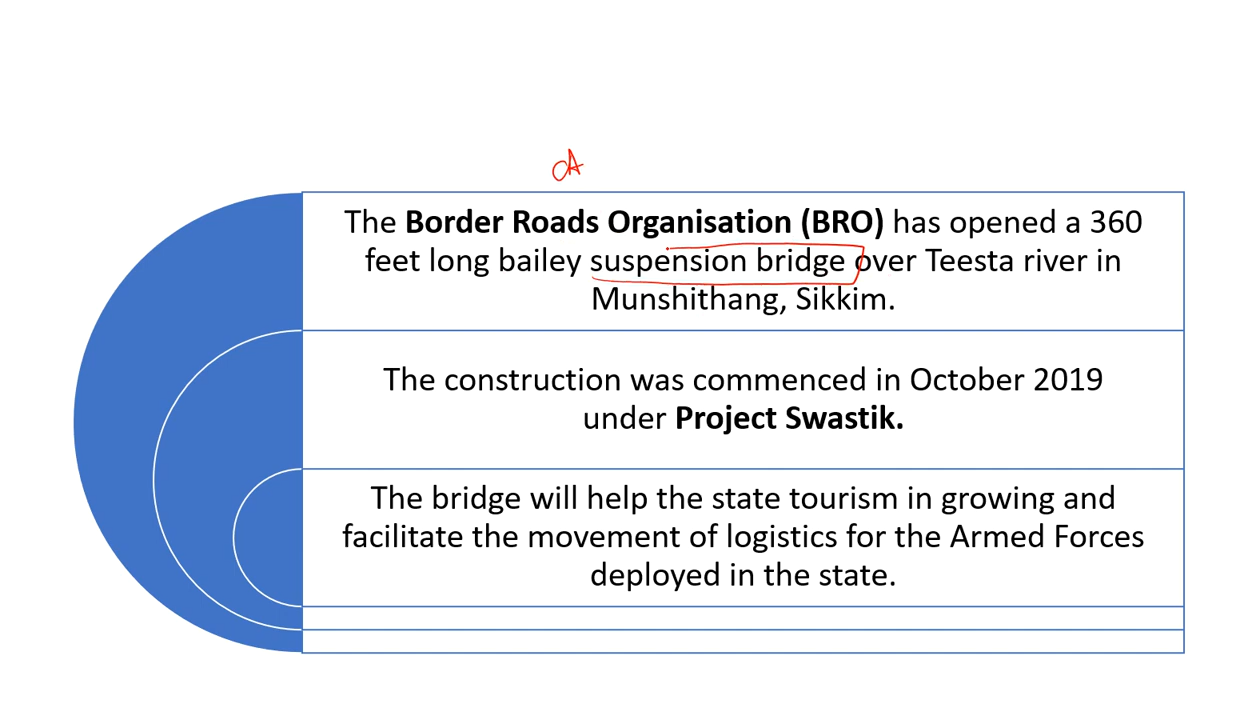 The Border Roads Organisation (BRO) has opened a 360
feet long bailey suspension bridge over Teesta river in
Munshithang, Sikkim.
The construction was commenced in October 2019
under Project Swastik.
The bridge will help the state tourism in growing and
facilitate the movement of logistics for the Armed Forces
deployed in the state.